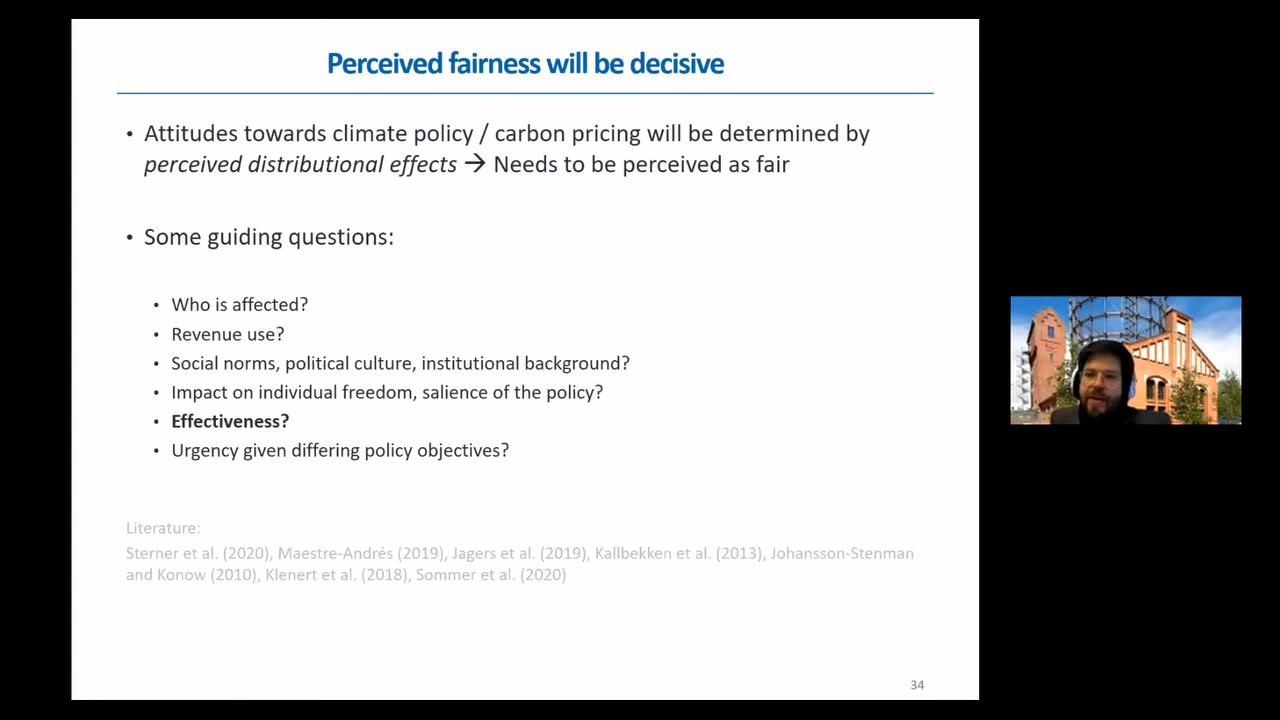 Perceived fairness will be decisive
• Attitudes towards climate policy / carbon pricing will be determined by
perceived distributional effects → Needs to be perceived as fair
• Some guiding questions:
• Who is affected?
• Revenue use?
• Social norms, political culture, institutional background?
• Impact on individual freedom, salience of the policy?
• Effectiveness?
• Urgency given differing policy objectives?
Literature:
Sterner et al. (2020), Maestre-Andrés (2019), Jagers et al. (2019), Kallbekken et al. (2013), Johansson-Stenman
and Konow (2010), Klenert et al. (2018), Sommer et al. (2020)
34